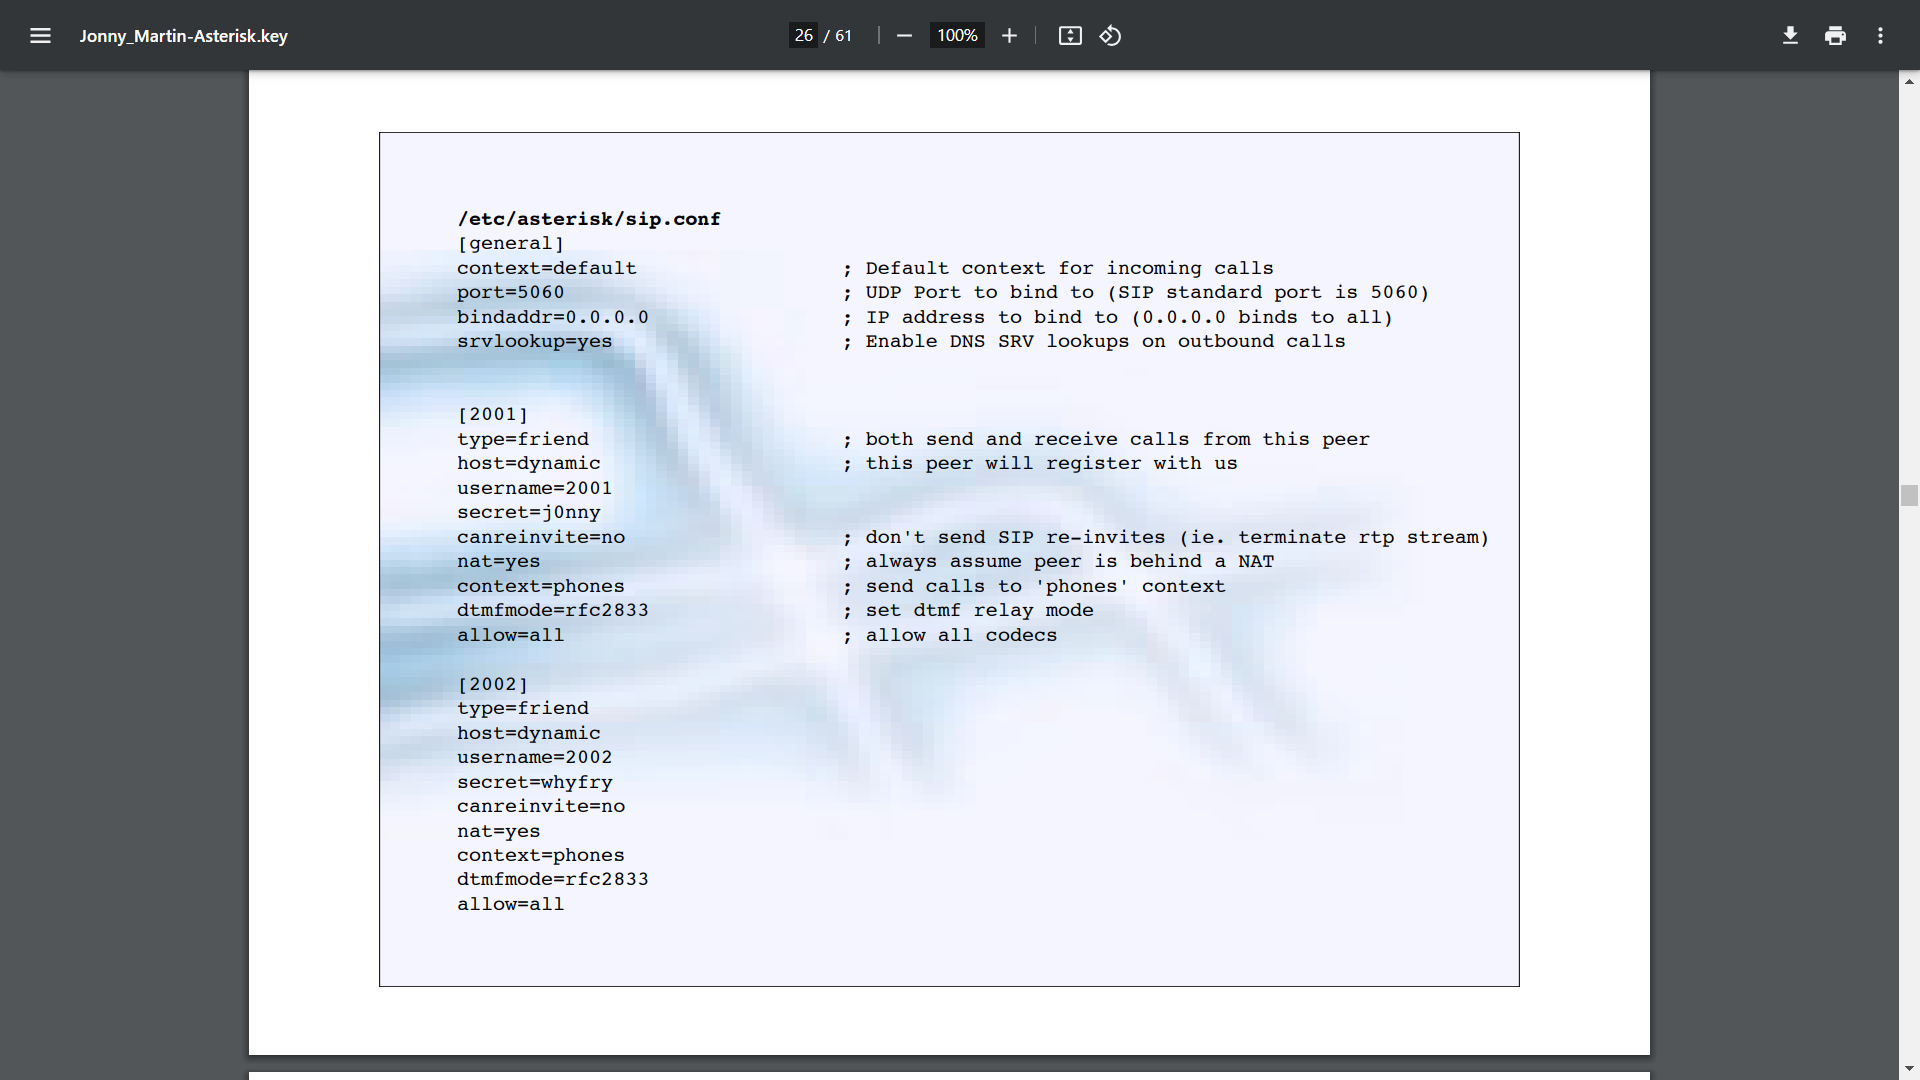 Jonny_Martin-Asterisk.key
26 / 61
100%
/etc/asterisk/sip.conf
[general]
context=default ; Default context for incoming calls
port=5060 ; UDP Port to bind to (SIP standard port is 5060)
bindaddr=0.0.0.0 ; IP address to bind to (0.0.0.0 binds to all)
srvlookup=yes ; Enable DNS SRV lookups on outbound calls
[2001]
type=friend ; both send and receive calls from this peer
host=dynamic ; this peer will register with us
username=2001
secret=j0nny
canreinvite=no ; don't send SIP re-invites (ie. terminate rtp stream)
nat=yes ; always assume peer is behind a NAT
context=phones ; send calls to 'phones' context
dtmfmode=rfc2833 ; set dtmf relay mode
allow=all ; allow all codecs
[2002]
type=friend
host=dynamic
username=2002
secret=whyfry
canreinvite=no
nat=yes
context=phones
dtmfmode=rfc2833
allow=all